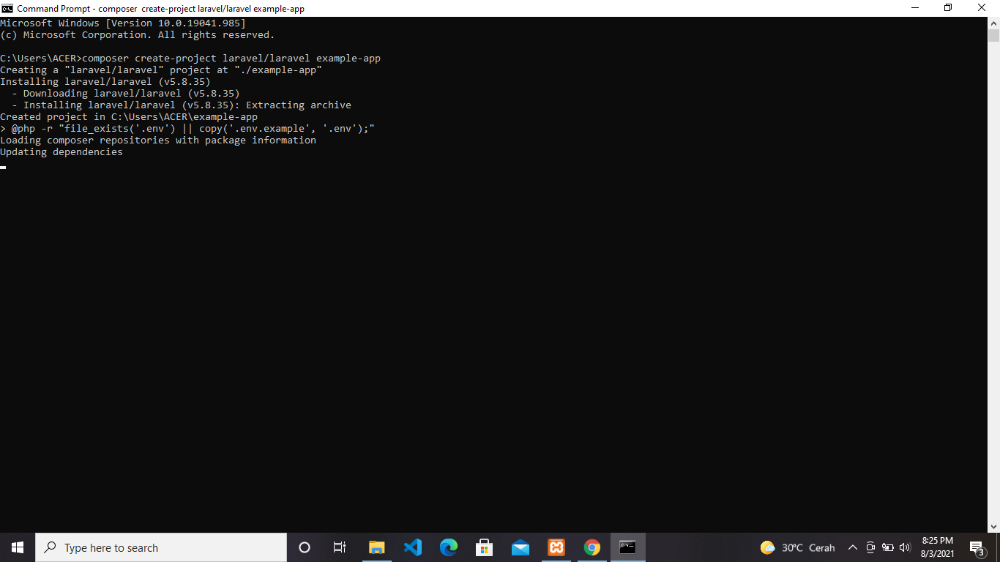 Command Prompt - composer  create-project laravel/laravel example-app
Microsoft Windows [Version 10.0.19041.985]
(c) Microsoft Corporation. All rights reserved.
C:\Users\ACER>composer create-project laravel/laravel example-app
Creating a "laravel/laravel" project at "./example-app"
Installing laravel/laravel (v5.8.35)
  - Downloading laravel/laravel (v5.8.35)
  - Installing laravel/laravel (v5.8.35): Extracting archive
Created project in C:\Users\ACER\example-app
> @php -r "file_exists('.env') || copy('.env.example', '.env');"
Loading composer repositories with package information
Updating dependencies
Type here to search
30°C Cerah
8:25 PM
8/3/2021
3